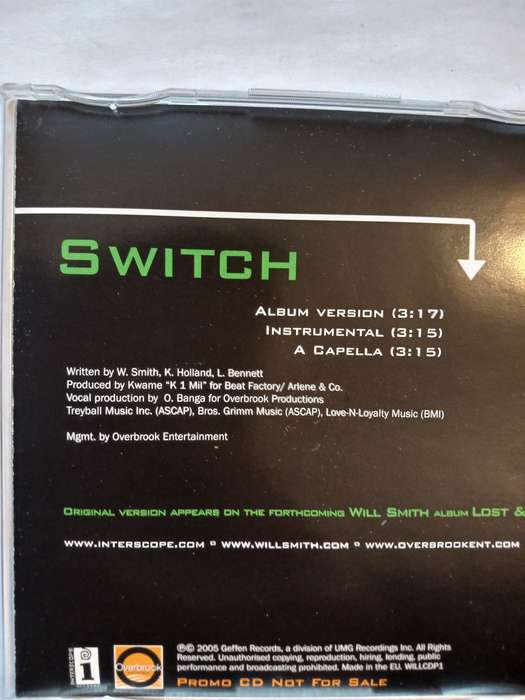 Switch
Album version (3:17)
Instrumental (3:15)
A Capella (3:15)
Written by W. Smith, K. Holland, L. Bennett
Produced by Kwame "K 1 Mil" for Beat Factory/ Arlene & Co.
Vocal production by O. Banga for Overbrook Productions
Treyball Music Inc. (ASCAP), Bros. Grimm Music (ASCAP), Love-N-Loyalty Music (BMI)
Mgmt. by Overbrook Entertainment
Original version appears on the forthcoming Will Smith album Lost &
www.interscope.com ▫ www.willsmith.com ▫ www.overbrookent.com
INTERSCOPE
i
Overbrook
℗© 2005 Geffen Records, a division of UMG Recordings Inc. All Rights
Reserved. Unauthorised copying, reproduction, hiring, lending, public
performance and broadcasting prohibited. Made in the EU. WILLCDP1
Promo CD Not For Sale